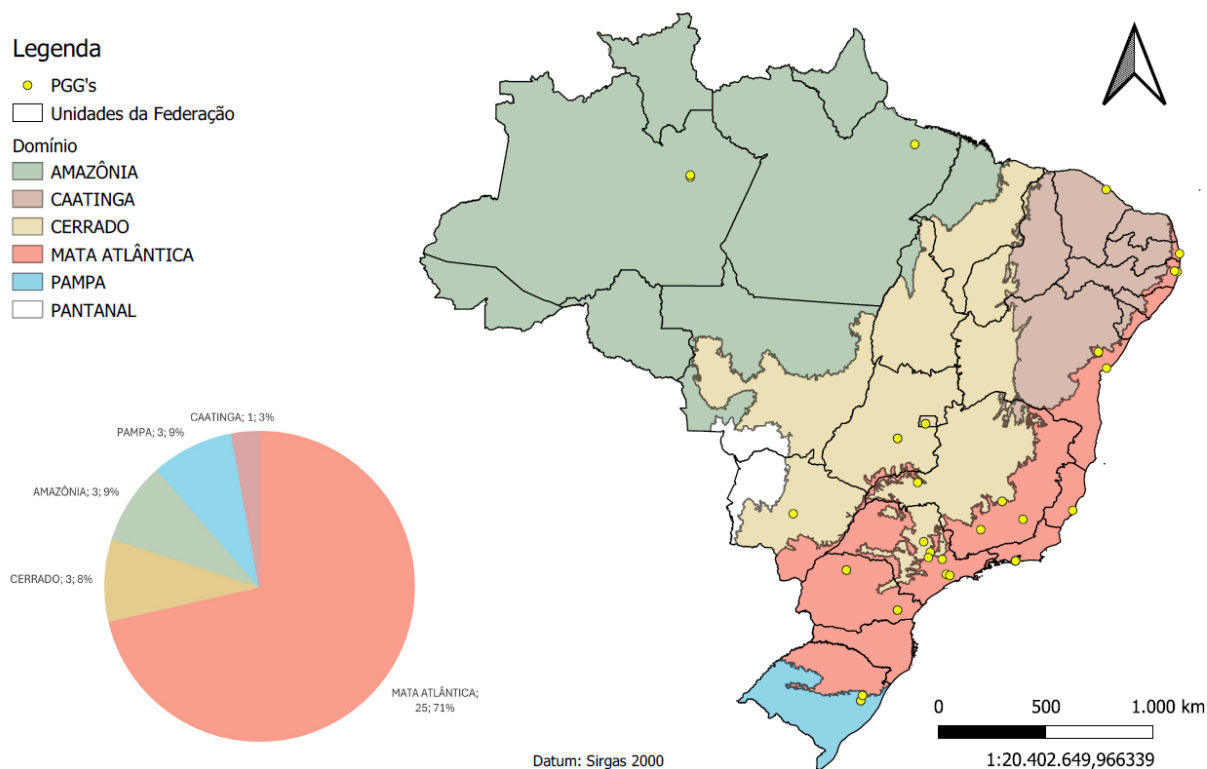 Legenda
PGG's
Unidades da Federação
Domínio
AMAZÔNIA
CAATINGA
CERRADO
MATA ATLÂNTICA
PAMPA
PANTANAL
CAATINGA; 1; 3%
PAMPA; 3; 9%
AMAZÔNIA; 3; 9%
CERRADO; 3; 8%
MATA ATLÂNTICA;
25; 71%
0 500 1.000 km
Datum: Sirgas 2000
1:20.402.649,966339